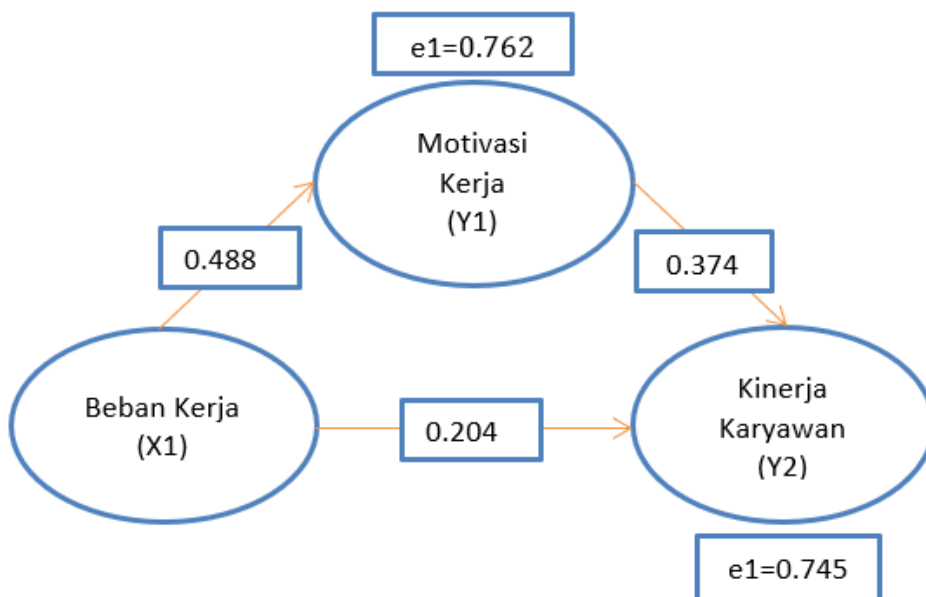 e1=0.762
Motivasi
Kerja
(Y1)
0.488
0.374
Beban Kerja
(X1)
0.204
Kinerja
Karyawan
(Y2)
e1=0.745